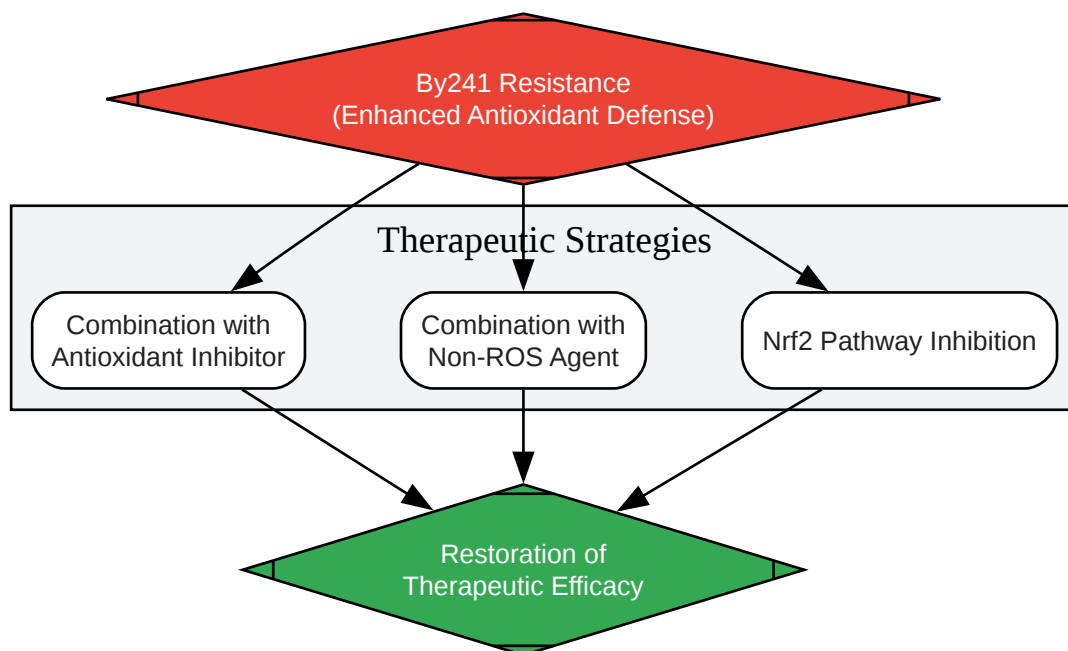 By241 Resistance
(Enhanced Antioxidant Defense)
Therapeutic Strategies
Combination with
Antioxidant Inhibitor
Combination with
Non-ROS Agent
Nrf2 Pathway Inhibition
Restoration of
Therapeutic Efficacy